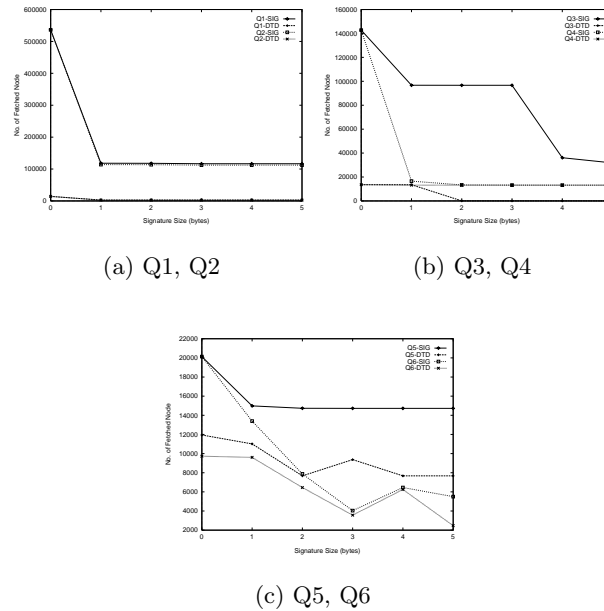 600000
500000
400000
300000
200000
100000
0
No. of Fetched Node
Q1-SIG
Q1-DTD
Q2-SIG
Q2-DTD
0 1 2 3 4 5
Signature Size (bytes)
(a) Q1, Q2
160000
140000
120000
100000
80000
60000
40000
20000
0
No. of Fetched Node
Q3-SIG
Q3-DTD
Q4-SIG
Q4-DTD
0 1 2 3 4
Signature Size (bytes)
(b) Q3, Q4
22000
20000
18000
16000
14000
12000
10000
8000
6000
4000
2000
No. of Fetched Node
Q5-SIG
Q5-DTD
Q6-SIG
Q6-DTD
0 1 2 3 4 5
Signature Size (bytes)
(c) Q5, Q6